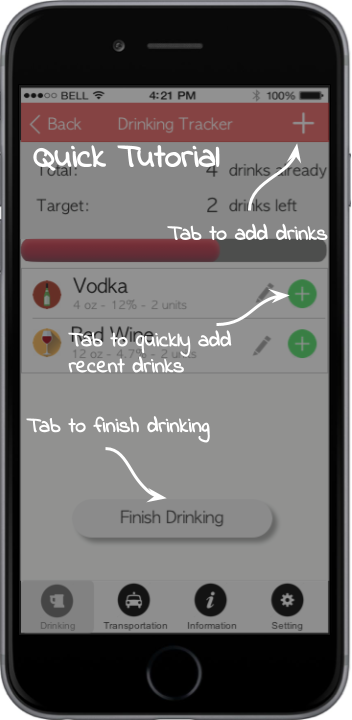 BELL 4:21 PM 100%
Back Drinking Tracker
Quick Tutorial
Total: 4 drinks already
Target: 2 drinks left
Tab to add drinks
Vodka
4 oz - 12% - 2 units
Red Wine
12 oz - 4.7% - 2 units
Tab to quickly add
recent drinks
Tab to finish drinking
Finish Drinking
Drinking Transportation Information Setting